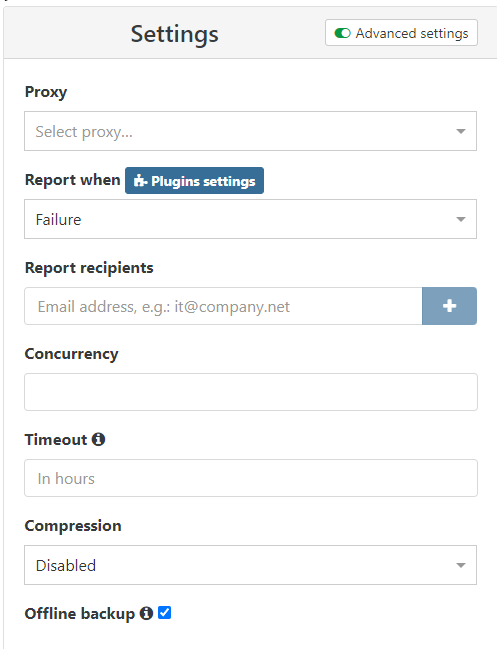 Settings
Advanced settings
Proxy
Select proxy...
Report when
Plugins settings
Failure
Report recipients
Email address, e.g.: it@company.net
Concurrency
Timeout
In hours
Compression
Disabled
Offline backup